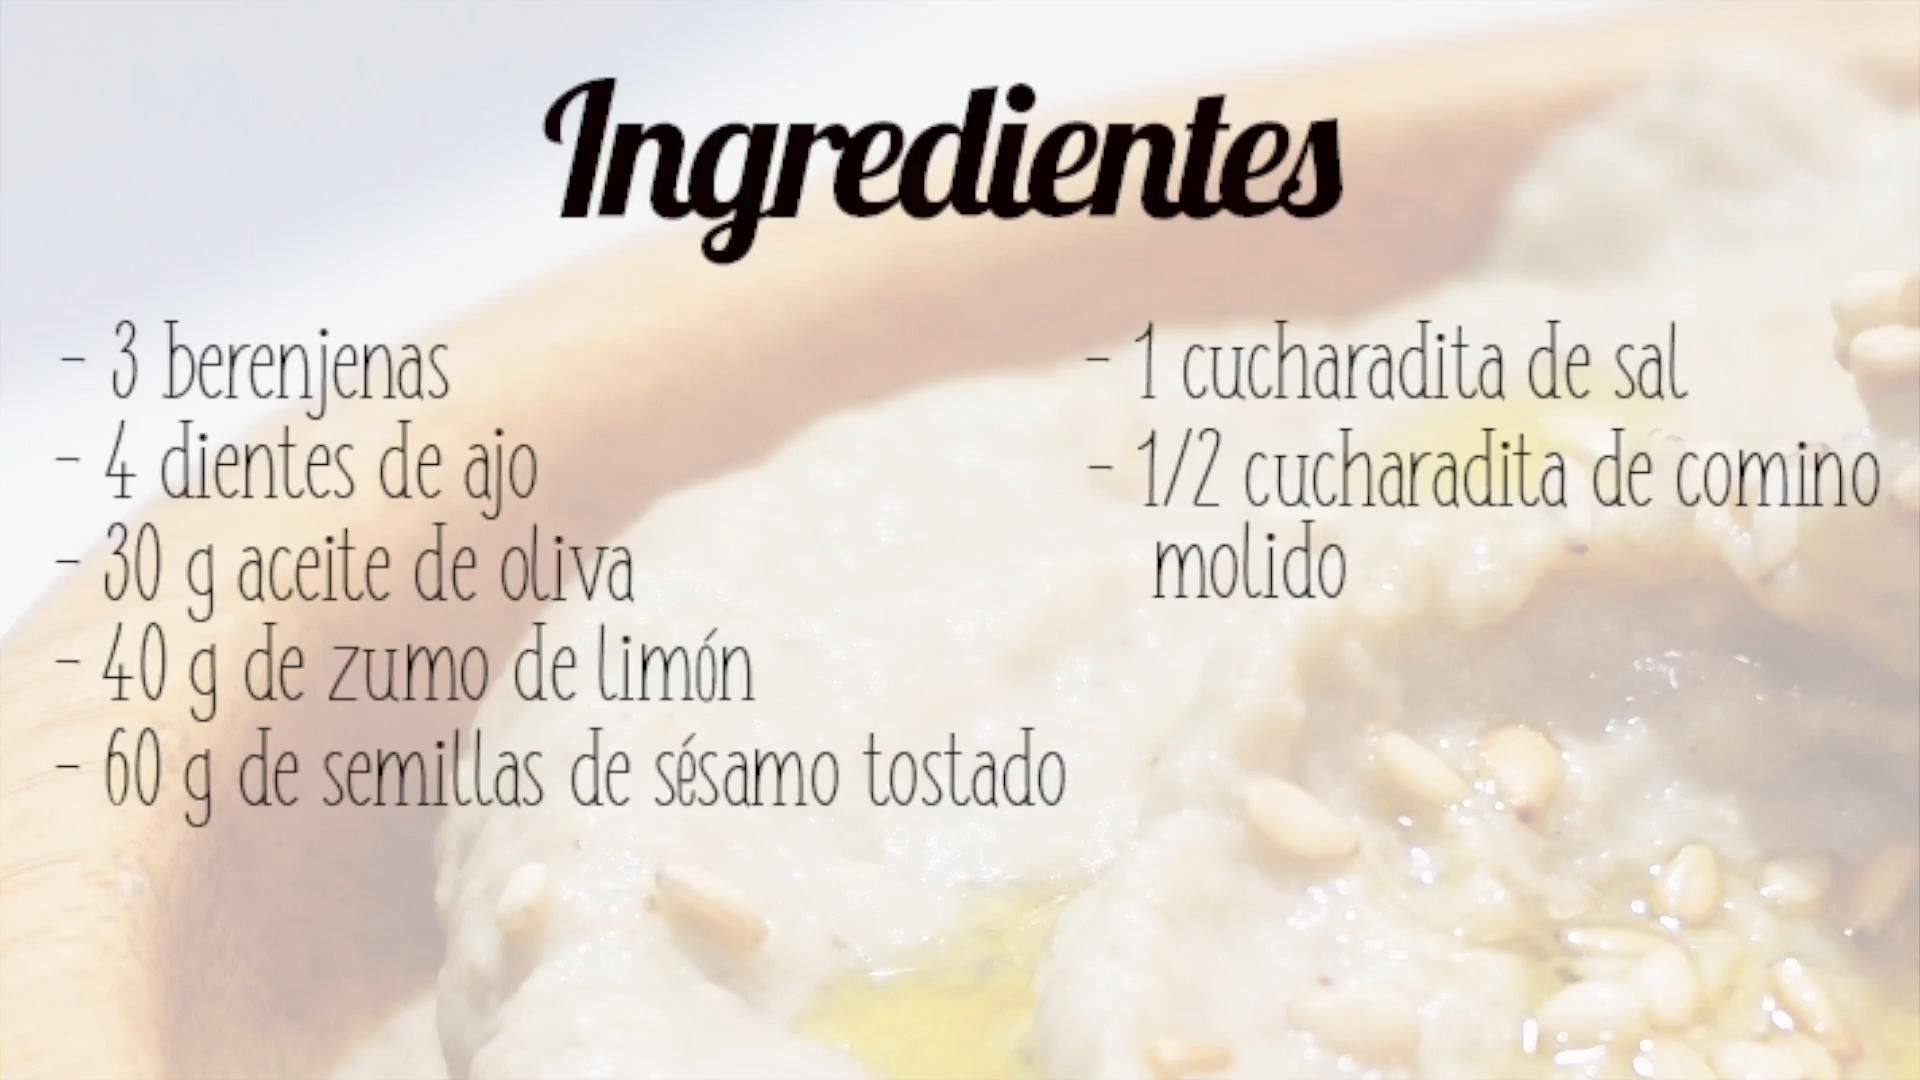 Ingredientes
- 3 berenjenas
- 4 dientes de ajo
- 30 g aceite de oliva
- 40 g de zumo de limón
- 60 g de semillas de sésamo tostado
- 1 cucharadita de sal
- 1/2 cucharadita de comino
molido